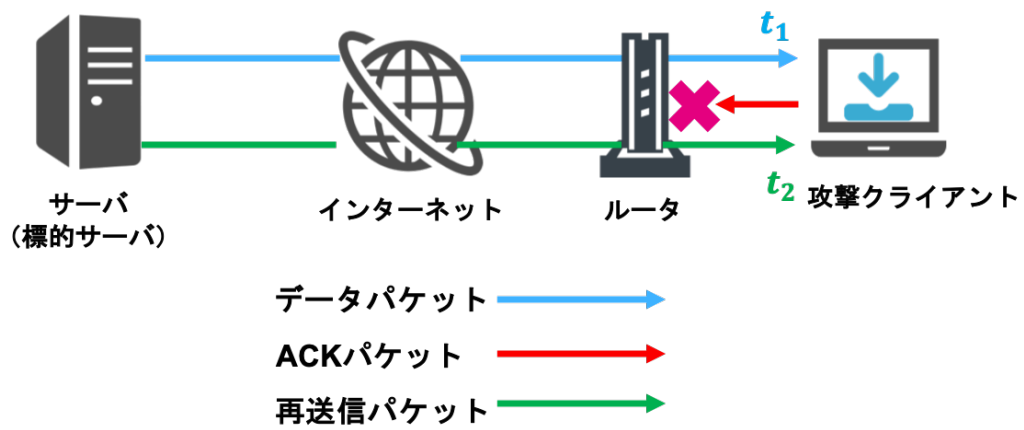 t₁
t₂
サーバ
（標的サーバ）
インターネット
ルータ
攻撃クライアント
データパケット
ACKパケット
再送信パケット